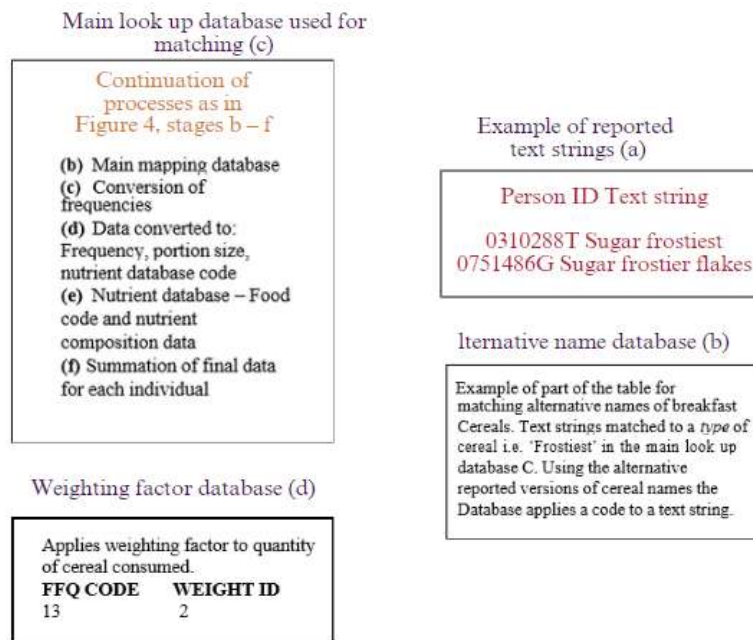 Main look up database used for
matching (c)
Continuation of
processes as in
Figure 4, stages b – f
(b) Main mapping database
(c) Conversion of
frequencies
(d) Data converted to:
Frequency, portion size,
nutrient database code
(e) Nutrient database – Food
code and nutrient
composition data
(f) Summation of final data
for each individual
Weighting factor database (d)
Applies weighting factor to quantity
of cereal consumed.
FFQ CODE WEIGHT ID
13 2
Example of reported
text strings (a)
Person ID Text string
0310288T Sugar frostiest
0751486G Sugar frostier flakes
lternative name database (b)
Example of part of the table for
matching alternative names of breakfast
Cereals. Text strings matched to a type of
cereal i.e. 'Frostiest' in the main look up
database C. Using the alternative
reported versions of cereal names the
Database applies a code to a text string.